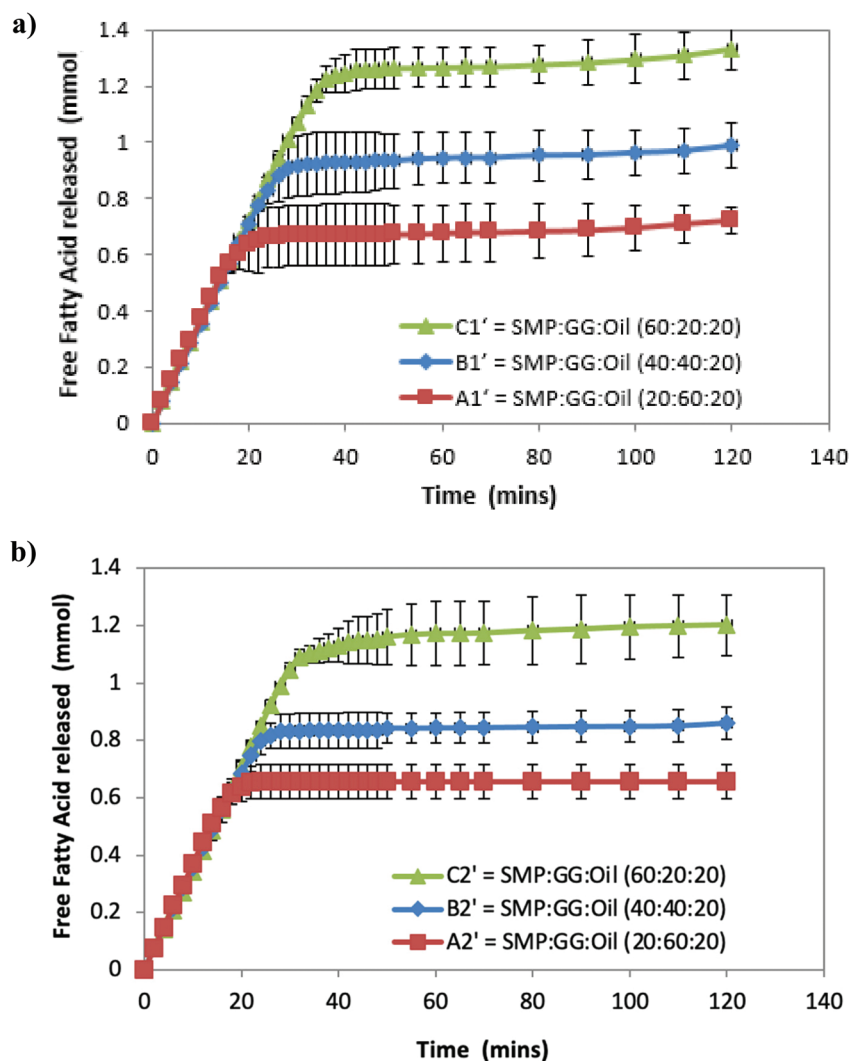 a)
Free Fatty Acid released (mmol)
1.4
1.2
1
0.8
0.6
0.4
0.2
0
C1' = SMP:GG:Oil (60:20:20)
B1' = SMP:GG:Oil (40:40:20)
A1' = SMP:GG:Oil (20:60:20)
0 20 40 60 80 100 120 140
Time (mins)
b)
Free Fatty Acid released (mmol)
1.4
1.2
1
0.8
0.6
0.4
0.2
0
C2' = SMP:GG:Oil (60:20:20)
B2' = SMP:GG:Oil (40:40:20)
A2' = SMP:GG:Oil (20:60:20)
0 20 40 60 80 100 120 140
Time (mins)